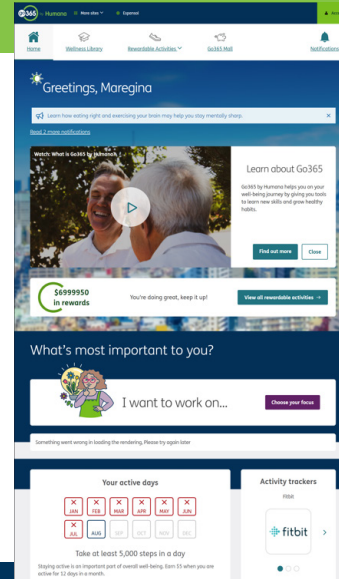 Go365 by Humana More sites Espanol
Home Wellness Library Rewardable Activities Go365 Mall Notifications
Greetings, Maregina
Learn how eating right and exercising your brain may help you stay mentally sharp.
Read 2 more notifications
Watch: What is Go365 by Humana?
Learn about Go365
Go365 by Humana helps you on your
well-being journey by giving you tools
to learn new skills and grow healthy
habits.
Find out more Close
$6999950
in rewards
You're doing great, keep it up!
View all rewardable activities →
What's most important to you?
I want to work on...
Choose your focus
Something went wrong in loading the rendering. Please try again later
Your active days
JAN FEB MAR APR MAY JUN
JUL AUG SEP OCT NOV DEC
Take at least 5,000 steps in a day
Staying active is an important part of overall well-being. Earn $5 when you are
active for 12 days in a month.
Activity trackers
Fitbit
fitbit